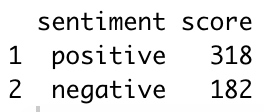 sentiment score
1 positive 318
2 negative 182